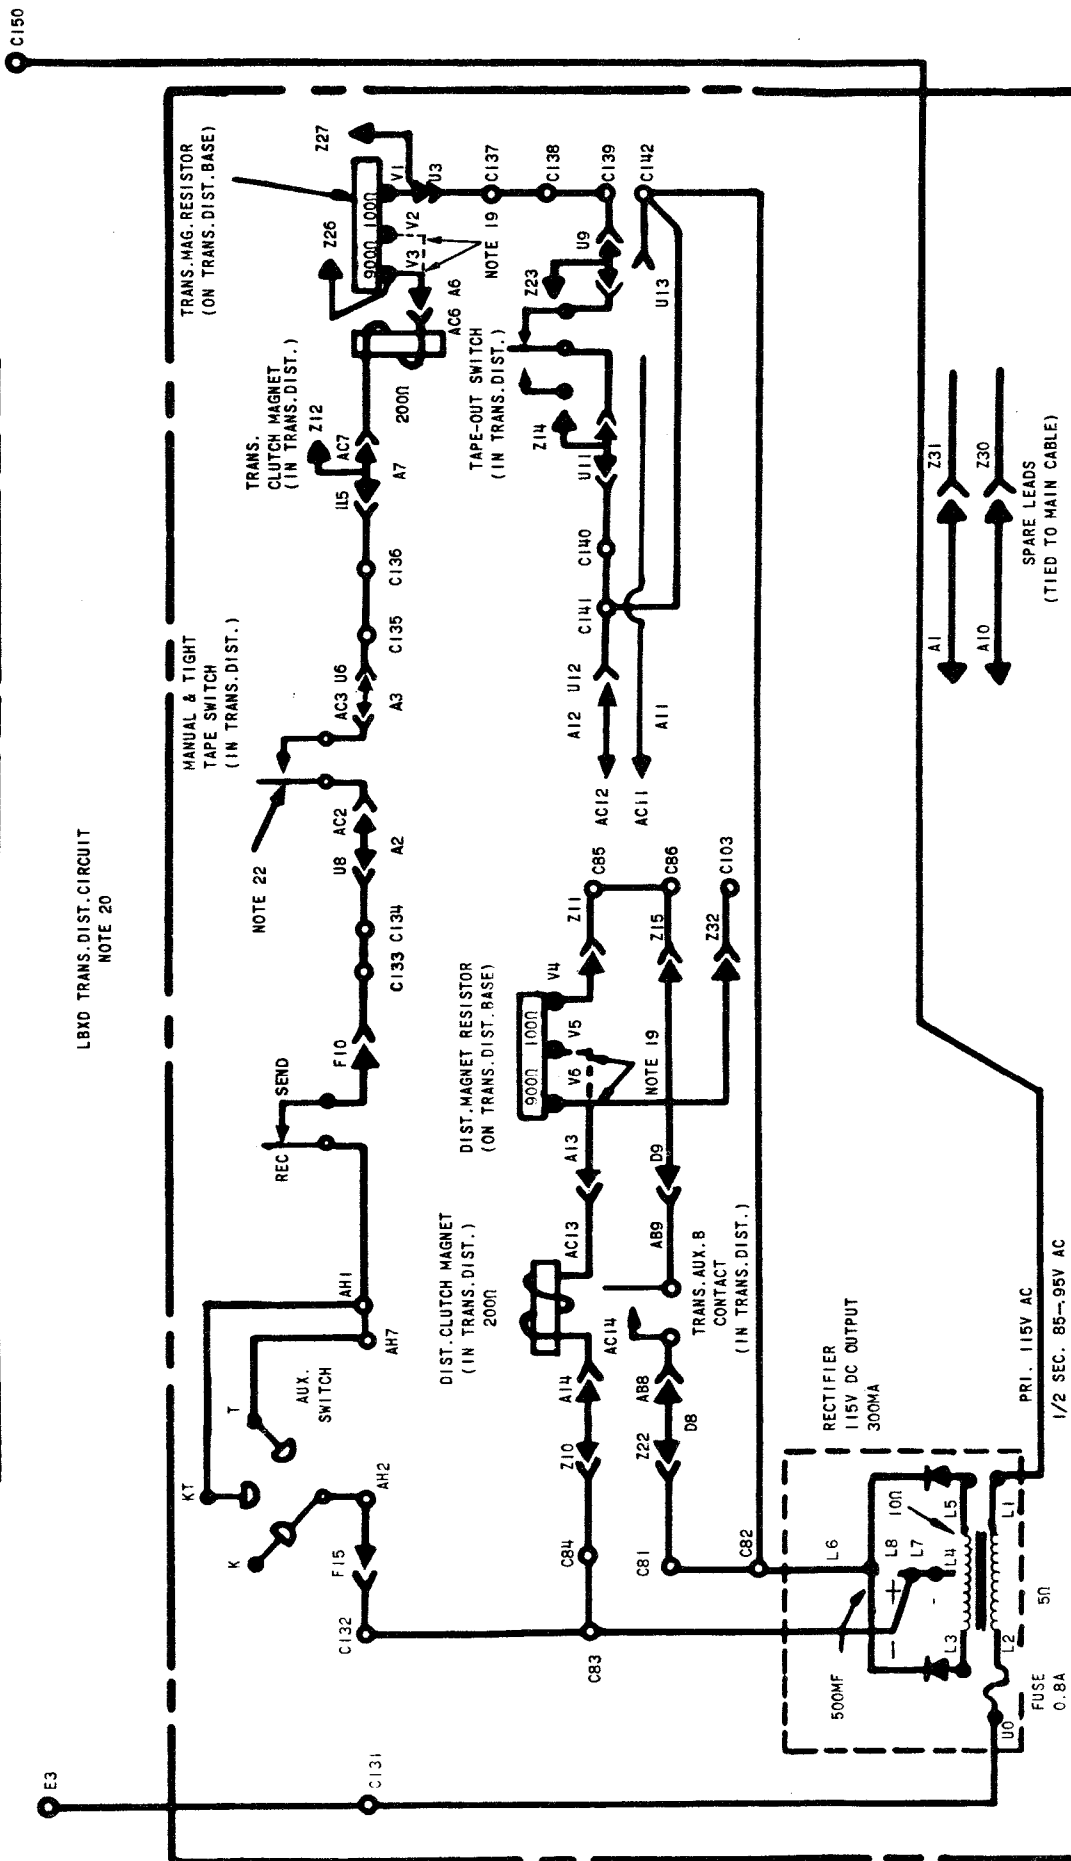 LBXD TRANS.DIST.CIRCUIT
NOTE 20
E3
C131
C150
K
KT
T
AUX.
SWITCH
AH1
AH7
AH2
F15
C132
REC
SEND
F10
C133
C134
NOTE 22
MANUAL & TIGHT
TAPE SWITCH
(IN TRANS.DIST.)
U8
AC2
A2
AC3
U6
A3
C135
C136
TRANS.
CLUTCH MAGNET
(IN TRANS.DIST.)
Z12
AC7
A7
200Ω
TRANS.MAG.RESISTOR
(ON TRANS.DIST.BASE)
Z26
Z27
900Ω
100Ω
V3
V2
V1
U3
AC6
A6
NOTE 19
C137
C138
C139
C142
TAPE-OUT SWITCH
(IN TRANS.DIST.)
Z14
U11
Z23
U9
U13
C140
C141
A12
U12
AC12
AC11
A11
DIST.CLUTCH MAGNET
(IN TRANS.DIST.)
200Ω
Z10
A14
AC14
AC13
A13
DIST.MAGNET RESISTOR
(ON TRANS.DIST.BASE)
900Ω
100Ω
V6
V5
V4
NOTE 19
Z11
C85
Z15
C86
Z32
C103
C84
C83
C81
C82
Z22
AB8
D8
AB9
D9
TRANS.AUX.B
CONTACT
(IN TRANS.DIST.)
RECTIFIER
115V DC OUTPUT
300MA
500MF
L6
L8
L7
L4
L3
L5
10Ω
+
-
-
L2
L1
5Ω
U0
FUSE
0.8A
PRI. 115V AC
1/2 SEC. 85-.95V AC
A1
Z31
A10
Z30
SPARE LEADS
(TIED TO MAIN CABLE)